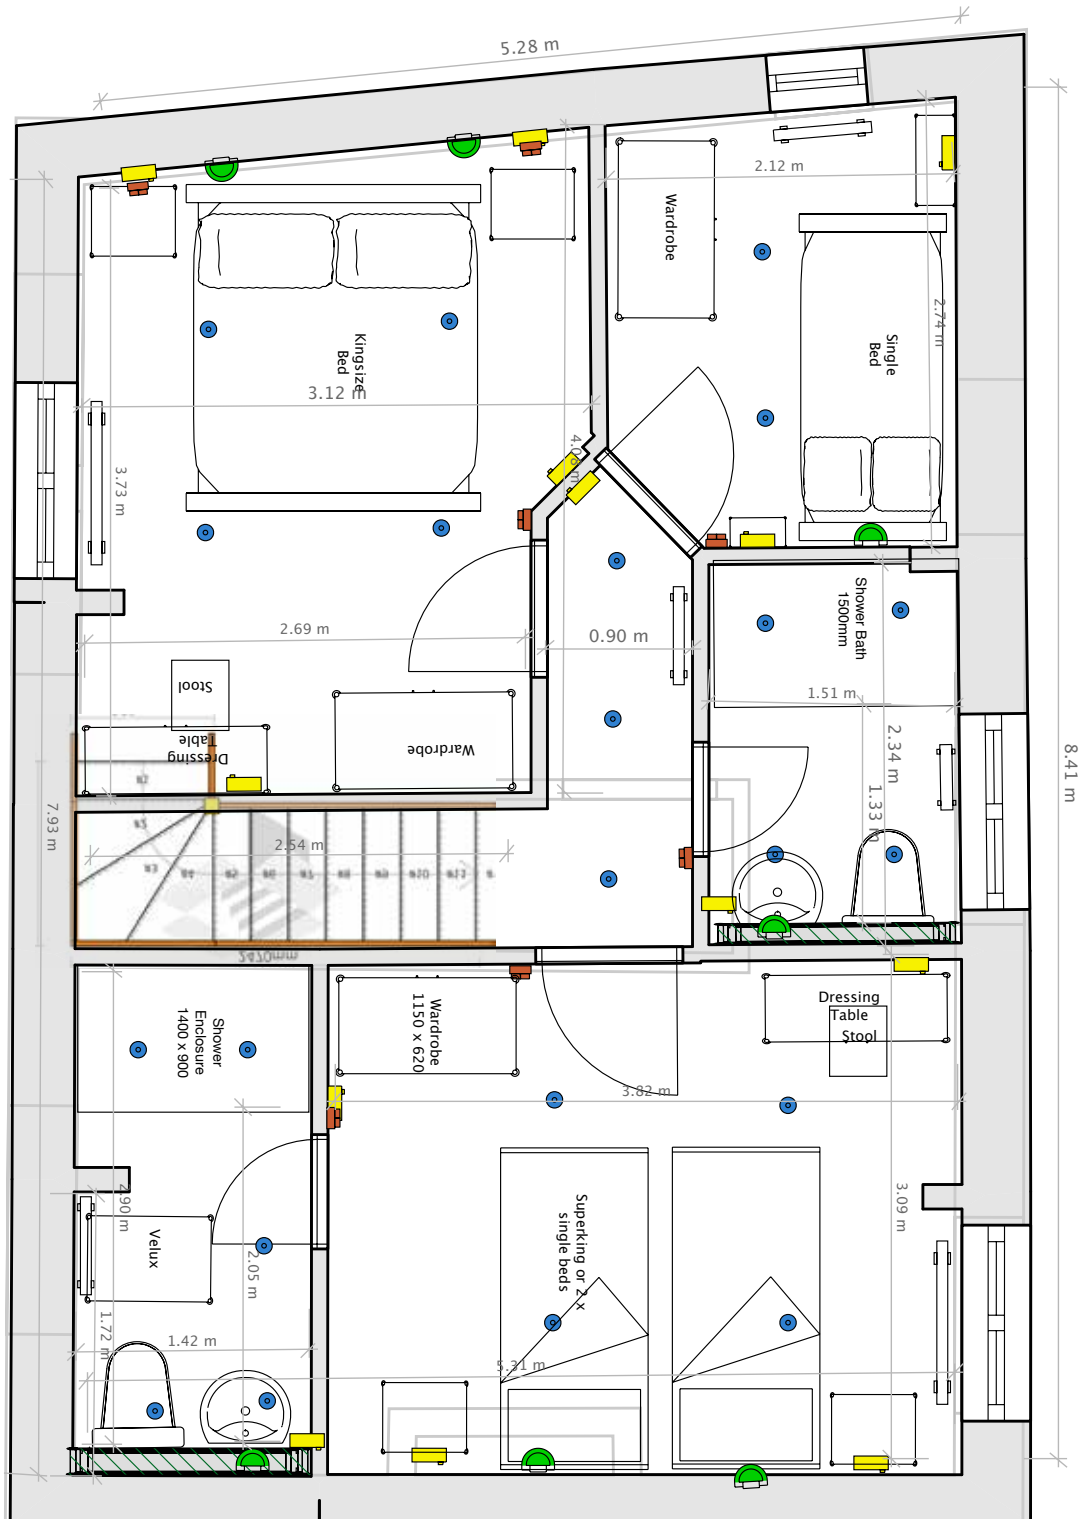 5.28 m
2.12 m
Wardrobe
2.74 m
Single
Bed
Kingsize
Bed
3.12 m
4.08 m
3.73 m
8.41 m
2.69 m
0.90 m
Shower Bath
1500mm
1.51 m
2.34 m
1.33 m
Stool
Dressing
Table
Wardrobe
7.93 m
2.54 m
2470mm
Shower
Enclosure
1400 x 900
Wardrobe
1150 x 620
Dressing
Table
Stool
3.82 m
3.09 m
2.90 m
Velux
2.05 m
1.72 m
1.42 m
Superking or 2 x
single beds
5.31 m